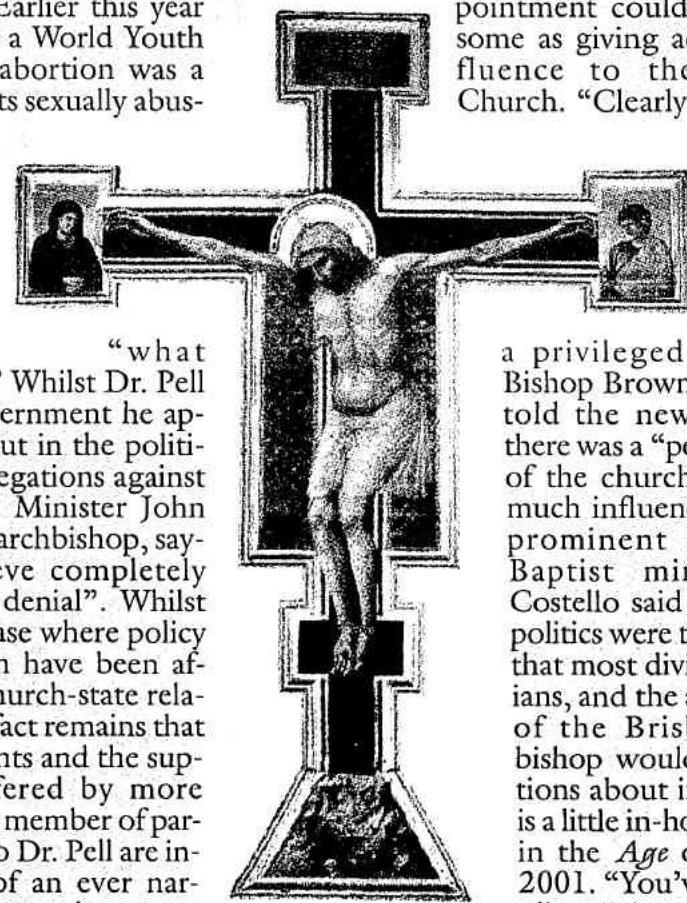 Earlier this year
a World Youth
abortion was a
ts sexually abus-
"what
Whilst Dr. Pell
ernment he ap-
ut in the politi-
egations against
Minister John
archbishop, say-
eve completely
denial". Whilst
ase where policy
n have been af-
hurch-state rela-
fact remains that
nts and the sup-
fered by more
member of par-
o Dr. Pell are in-
of an ever nar-
pointment could
some as giving ad
fluence to the
Church. "Clearly
a privileged
Bishop Brown
told the new
there was a "pe
of the church
much influen
prominent
Baptist min
Costello said
politics were t
that most divi
ians, and the a
of the Bris
bishop would
tions about i
is a little in-ho
in the Age
2001. "You'v